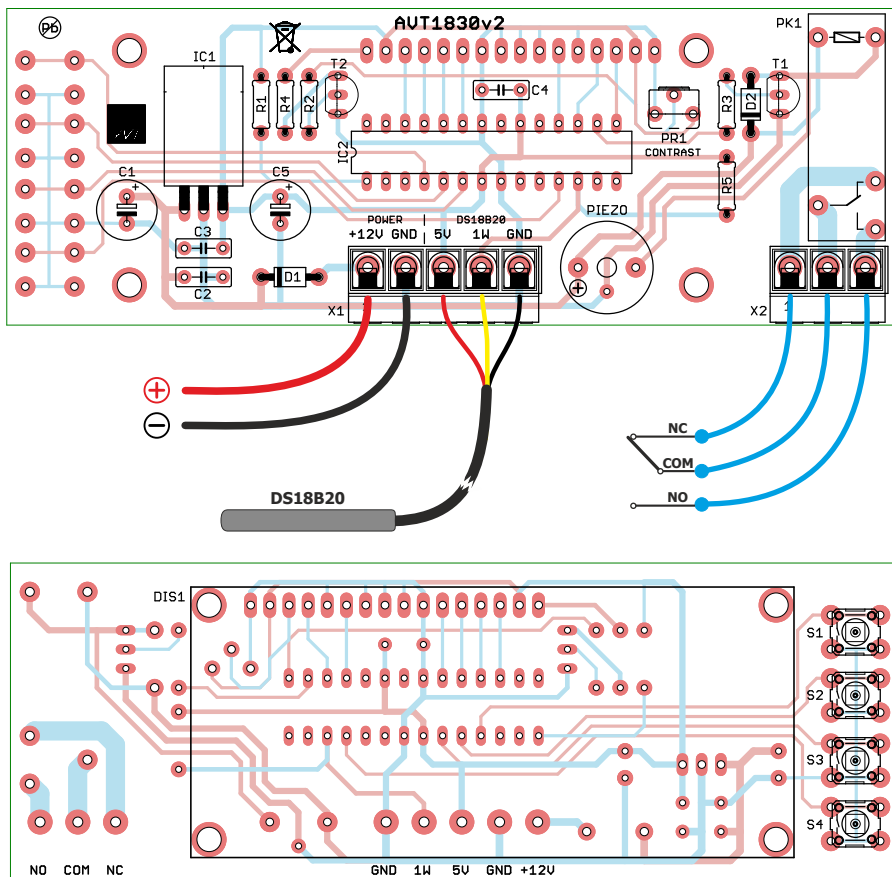 AVT1830v2
Pb
PK1
IC1
T2
T1
R1
R4
R2
C4
R3
D2
PR1
CONTRAST
IC2
R5
C1
+
C5
+
PIEZO
POWER
DS18B20
+12V GND
5V 1W GND
C3
C2
D1
+
X1
1
X2
1
+
−
NC
COM
NO
DS18B20
DIS1
S1
S2
S3
S4
NO COM NC
GND 1W 5V GND +12V